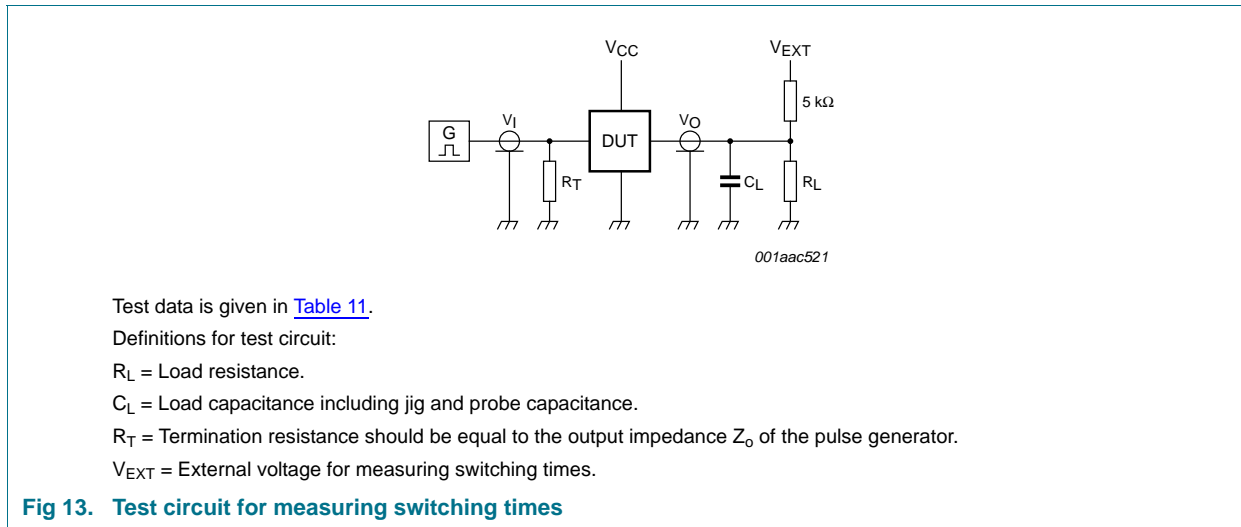 VCC
VEXT
5 kΩ
G
VI
DUT
VO
RT
CL
RL
001aac521
Test data is given in Table 11.
Definitions for test circuit:
RL = Load resistance.
CL = Load capacitance including jig and probe capacitance.
RT = Termination resistance should be equal to the output impedance Zo of the pulse generator.
VEXT = External voltage for measuring switching times.
Fig 13. Test circuit for measuring switching times